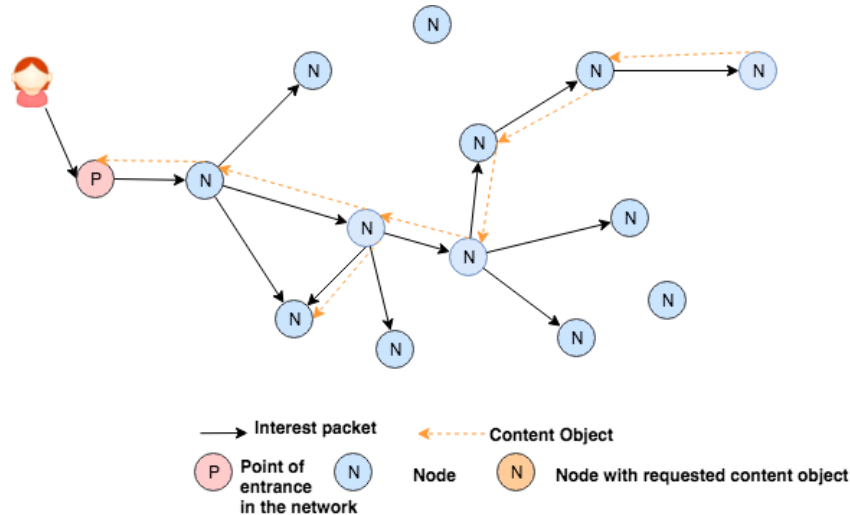 N
N
N
N
N
P
N
N
N
N
N
N
N
N
Interest packet
Content Object
P Point of
entrance
in the network
N Node
N Node with requested content object